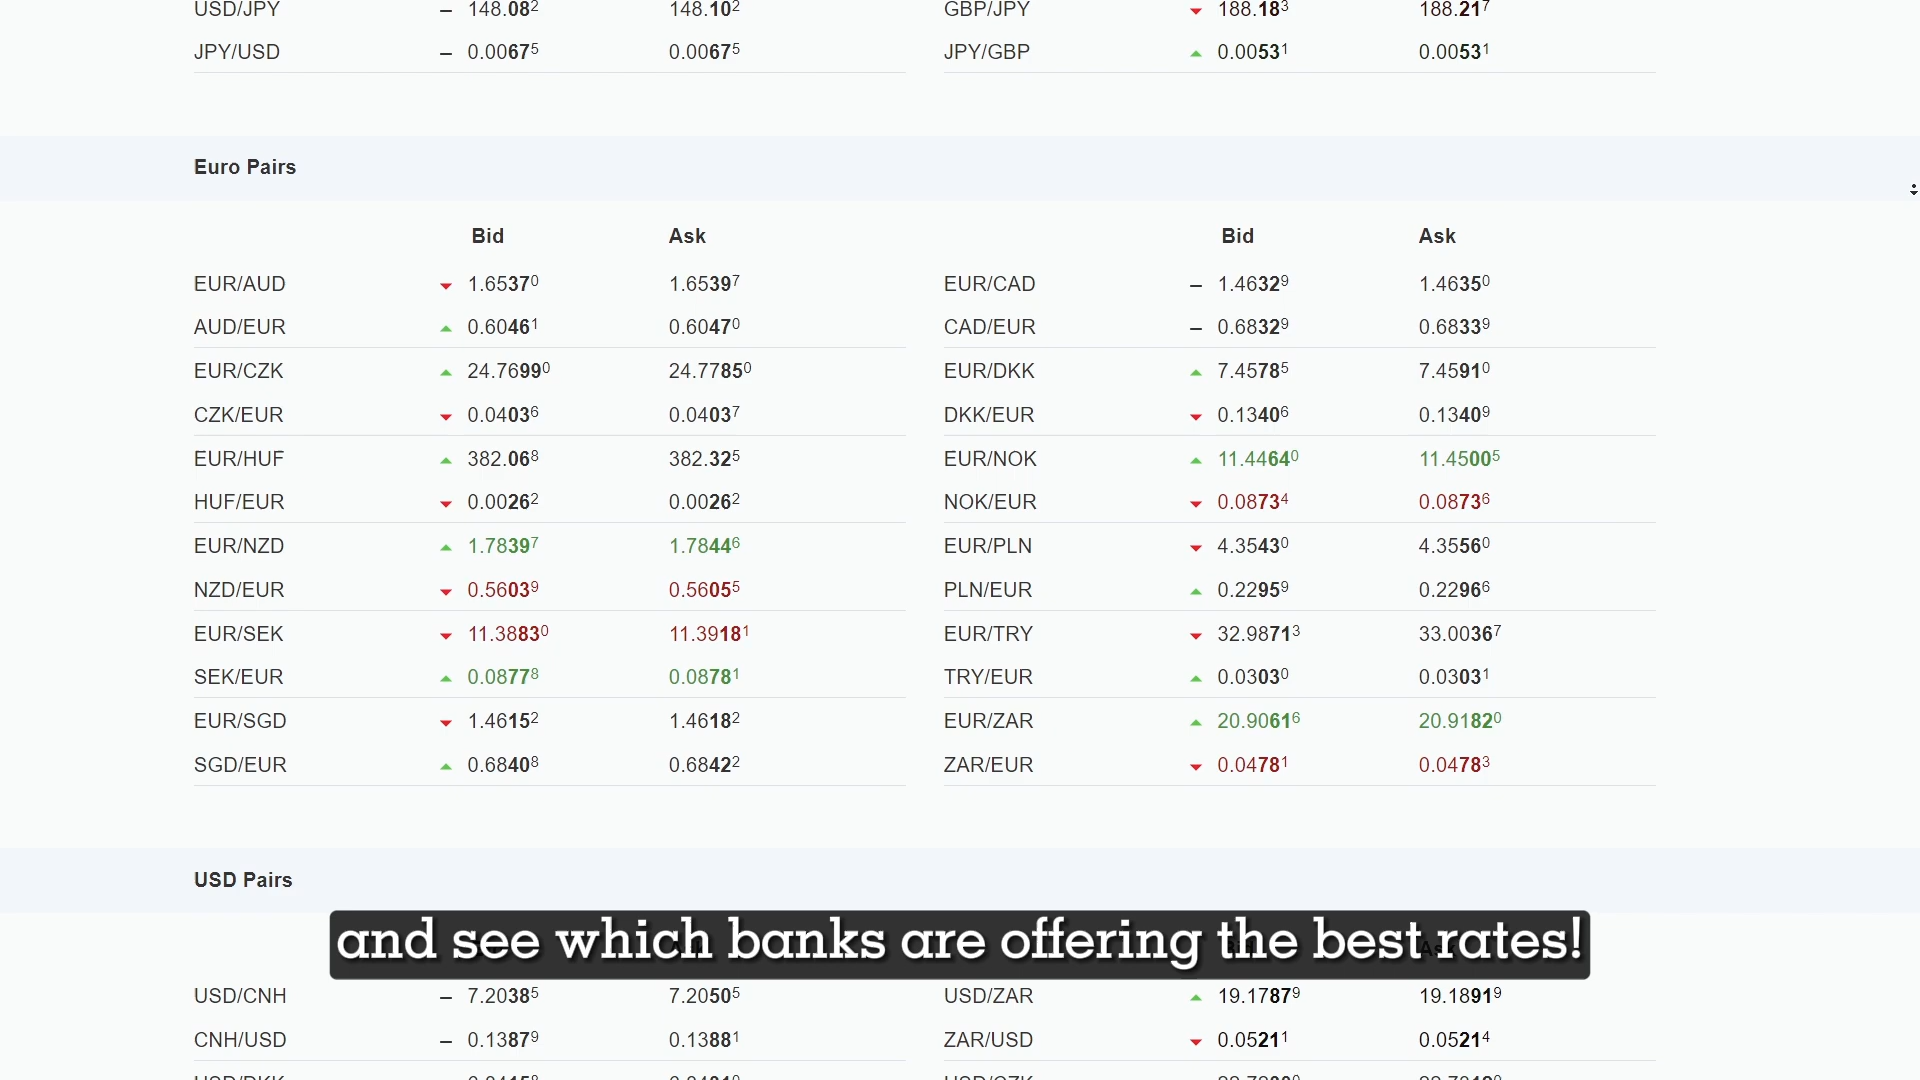 USD/JPY – 148.082 148.102 GBP/JPY 188.183 188.217
JPY/USD – 0.00675 0.00675 JPY/GBP 0.00531 0.00531
Euro Pairs
Bid Ask Bid Ask
EUR/AUD 1.65370 1.65397 EUR/CAD – 1.46329 1.46350
AUD/EUR 0.60461 0.60470 CAD/EUR – 0.68329 0.68339
EUR/CZK 24.76990 24.77850 EUR/DKK 7.45785 7.45910
CZK/EUR 0.04036 0.04037 DKK/EUR 0.13406 0.13409
EUR/HUF 382.068 382.325 EUR/NOK 11.44640 11.45005
HUF/EUR 0.00262 0.00262 NOK/EUR 0.08734 0.08736
EUR/NZD 1.78397 1.78446 EUR/PLN 4.35430 4.35560
NZD/EUR 0.56039 0.56055 PLN/EUR 0.22959 0.22966
EUR/SEK 11.38830 11.39181 EUR/TRY 32.98713 33.00367
SEK/EUR 0.08778 0.08781 TRY/EUR 0.03030 0.03031
EUR/SGD 1.46152 1.46182 EUR/ZAR 20.90616 20.91820
SGD/EUR 0.68408 0.68422 ZAR/EUR 0.04781 0.04783
USD Pairs
and see which banks are offering the best rates!
USD/CNH – 7.20385 7.20505 USD/ZAR 19.17879 19.18919
CNH/USD – 0.13879 0.13881 ZAR/USD 0.05211 0.05214